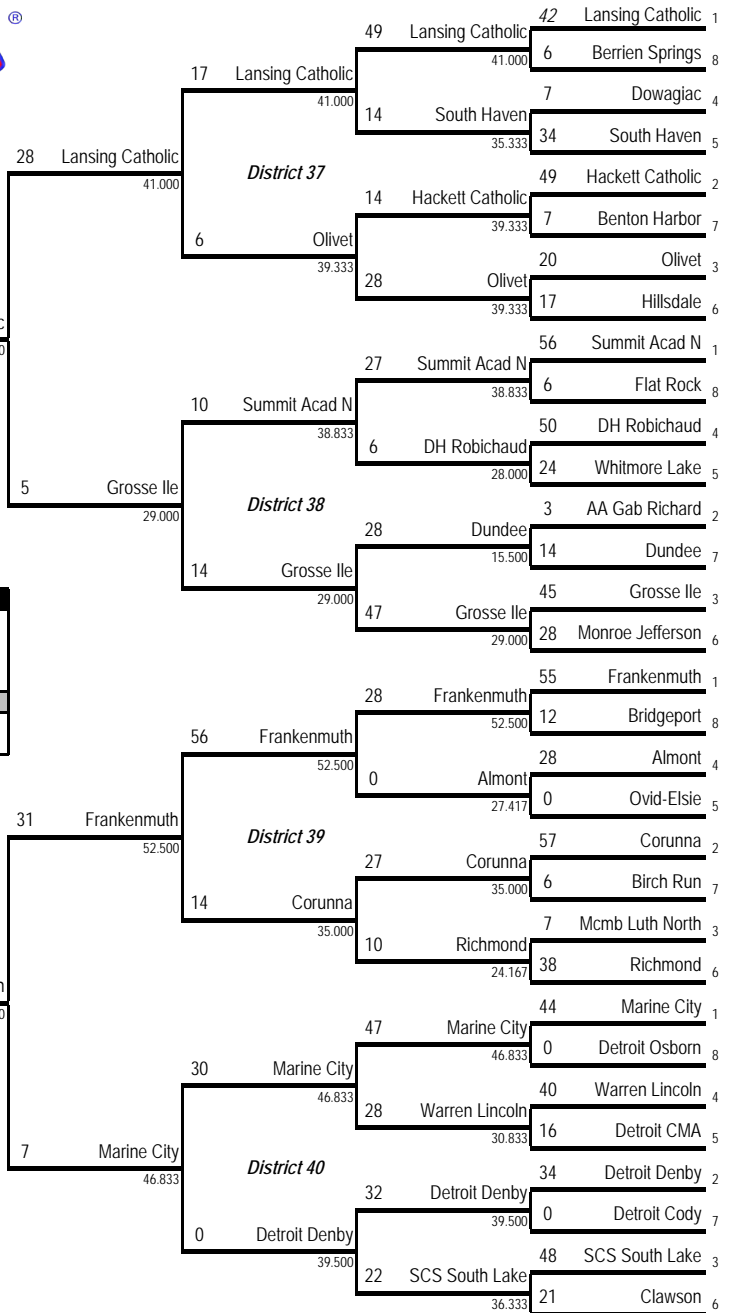 ®
42 Lansing Catholic 1
49 Lansing Catholic
41.000
6 Berrien Springs 8
17 Lansing Catholic
41.000
7 Dowagiac 4
14 South Haven
35.333
34 South Haven 5
28 Lansing Catholic
41.000
District 37
49 Hackett Catholic 2
14 Hackett Catholic
39.333
7 Benton Harbor 7
6 Olivet
39.333
20 Olivet 3
28 Olivet
39.333
17 Hillsdale 6
56 Summit Acad N 1
27 Summit Acad N
38.833
6 Flat Rock 8
10 Summit Acad N
38.833
50 DH Robichaud 4
6 DH Robichaud
28.000
24 Whitmore Lake 5
5 Grosse Ile
29.000
District 38
3 AA Gab Richard 2
28 Dundee
15.500
14 Dundee 7
14 Grosse Ile
29.000
45 Grosse Ile 3
47 Grosse Ile
29.000
28 Monroe Jefferson 6
55 Frankenmuth 1
28 Frankenmuth
52.500
12 Bridgeport 8
56 Frankenmuth
52.500
28 Almont 4
0 Almont
27.417
0 Ovid-Elsie 5
31 Frankenmuth
52.500
District 39
57 Corunna 2
27 Corunna
35.000
6 Birch Run 7
14 Corunna
35.000
7 Mcmb Luth North 3
10 Richmond
24.167
38 Richmond 6
44 Marine City 1
47 Marine City
46.833
0 Detroit Osborn 8
30 Marine City
46.833
40 Warren Lincoln 4
28 Warren Lincoln
30.833
16 Detroit CMA 5
7 Marine City
46.833
District 40
34 Detroit Denby 2
32 Detroit Denby
39.500
0 Detroit Cody 7
0 Detroit Denby
39.500
48 SCS South Lake 3
22 SCS South Lake
36.333
21 Clawson 6